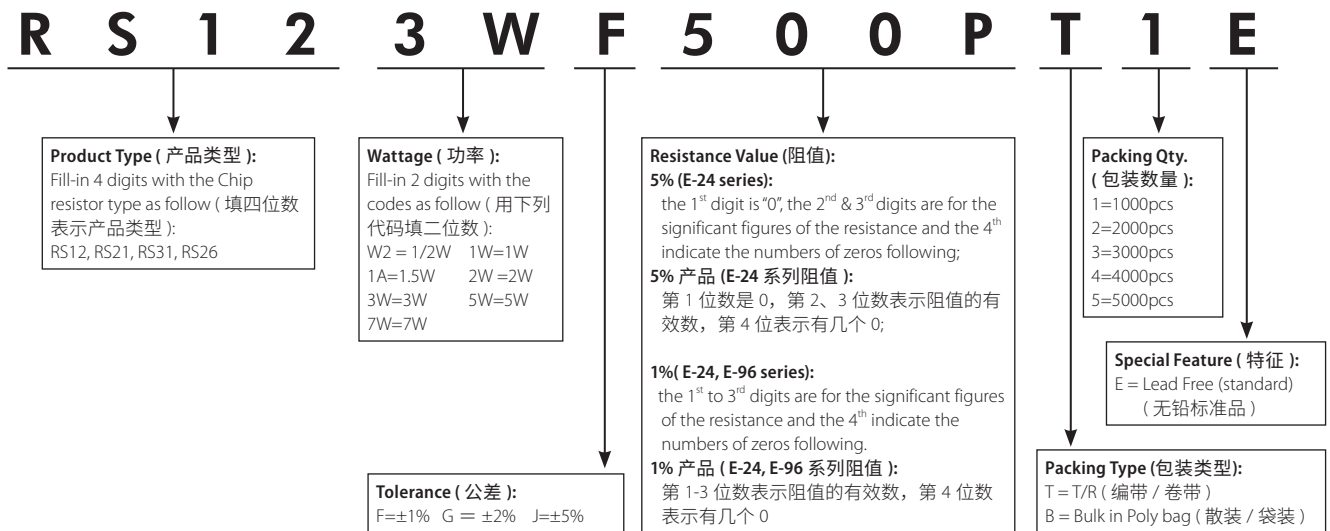 R S 1 2 3 W F 5 0 0 P T 1 E
Product Type ( 产品类型 ):
Fill-in 4 digits with the Chip
resistor type as follow ( 填四位数
表示产品类型 ):
RS12, RS21, RS31, RS26
Wattage ( 功率 ):
Fill-in 2 digits with the
codes as follow ( 用下列
代码填二位数 ):
W2 = 1/2W 1W=1W
1A=1.5W 2W =2W
3W=3W 5W=5W
7W=7W
Tolerance ( 公差 ):
F=±1% G = ±2% J=±5%
Resistance Value (阻值):
5% (E-24 series):
the 1st digit is "0", the 2nd & 3rd digits are for the
significant figures of the resistance and the 4th
indicate the numbers of zeros following;
5% 产品 (E-24 系列阻值 ):
第 1 位数是 0，第 2、3 位数表示阻值的有
效数，第 4 位表示有几个 0;
1%( E-24, E-96 series):
the 1st to 3rd digits are for the significant figures
of the resistance and the 4th indicate the
numbers of zeros following.
1% 产品 ( E-24, E-96 系列阻值 ):
第 1-3 位数表示阻值的有效数，第 4 位数
表示有几个 0
Packing Qty.
( 包装数量 ):
1=1000pcs
2=2000pcs
3=3000pcs
4=4000pcs
5=5000pcs
Special Feature ( 特征 ):
E = Lead Free (standard)
( 无铅标准品 )
Packing Type (包装类型):
T = T/R ( 编带 / 卷带 )
B = Bulk in Poly bag ( 散装 / 袋装 )